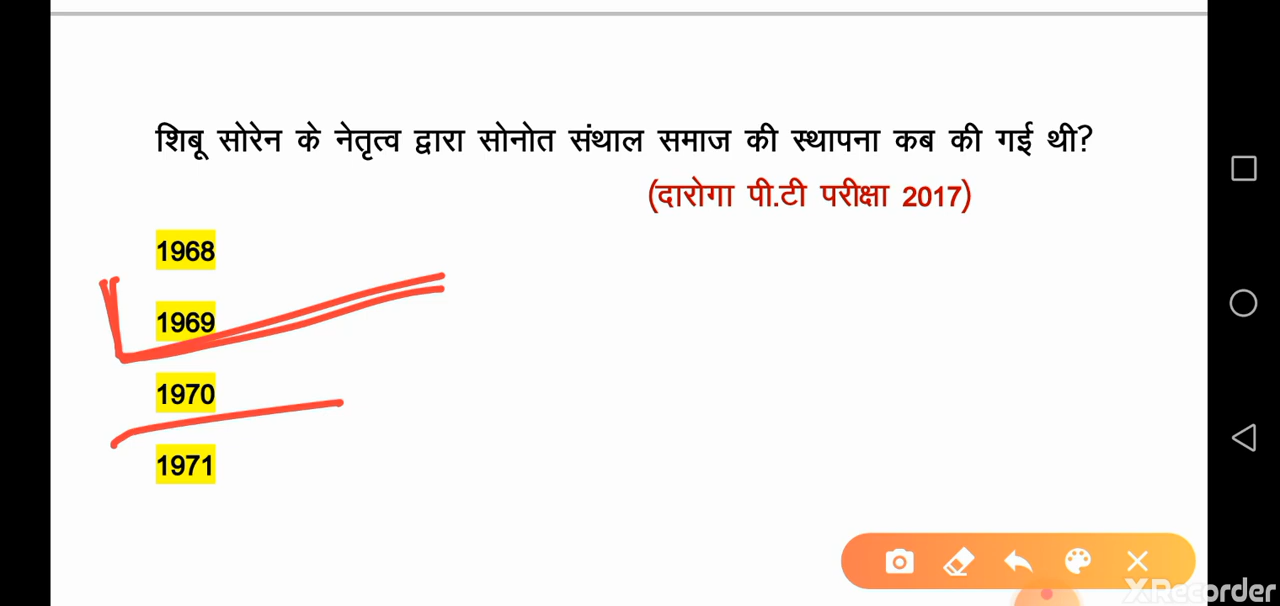 शिबू सोरेन के नेतृत्व द्वारा सोनोत संथाल समाज की स्थापना कब की गई थी?
(दारोगा पी.टी परीक्षा 2017)
1968
1969
1970
1971
XRecorder